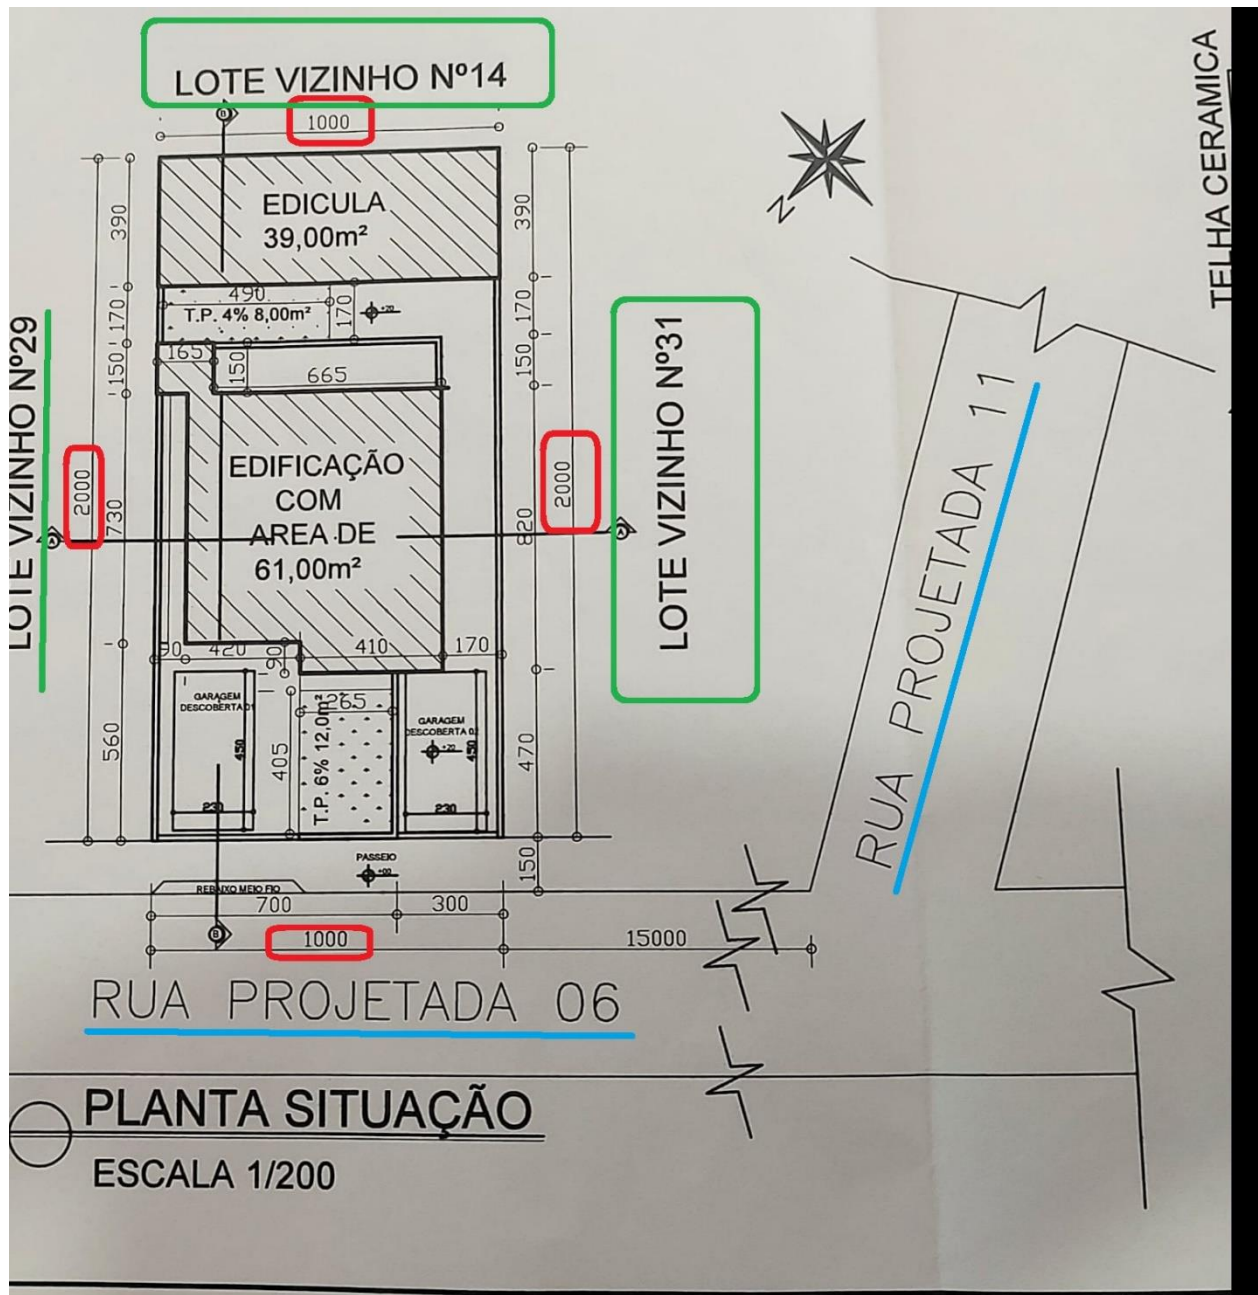 LOTE VIZINHO Nº14
B
1000
EDICULA
39,00m²
390
390
490
T.P. 4% 8,00m²
170
+20
170
170
165
150
665
150
150
LOTE VIZINHO Nº29
LOTE VIZINHO Nº31
2000
730
EDIFICAÇÃO
COM
AREA DE
61,00m²
820
2000
A
A
90
420
90
410
170
GARAGEM
DESCOBERTA 01
450
230
560
405
265
T.P. 6% 12,0m²
GARAGEM
DESCOBERTA 02
+20
450
230
470
PASSEIO
+00
150
REBAIXO MEIO FIO
700
300
B
1000
15000
RUA PROJETADA 06
RUA PROJETADA 11
N
TELHA CERAMICA
PLANTA SITUAÇÃO
ESCALA 1/200